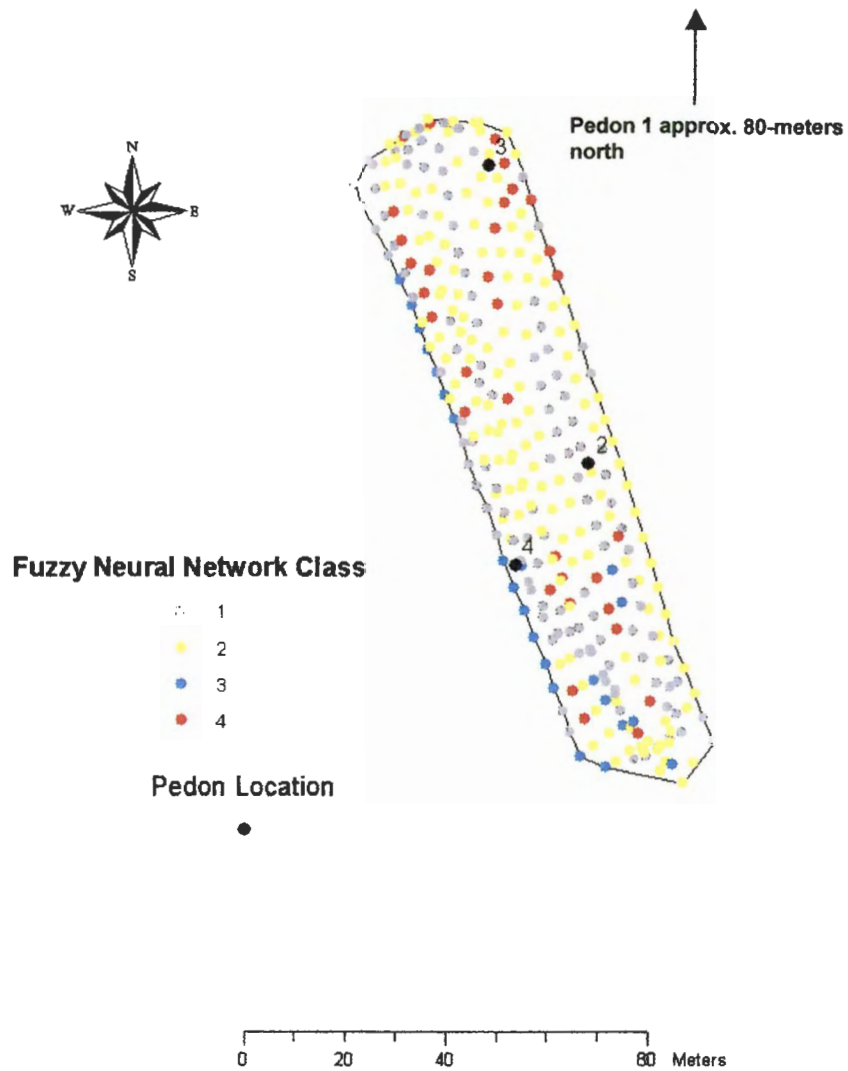 Pedon 1 approx. 80-meters
north
N
W
E
S
3
2
4
Fuzzy Neural Network Class
1
2
3
4
Pedon Location
0 20 40 80 Meters